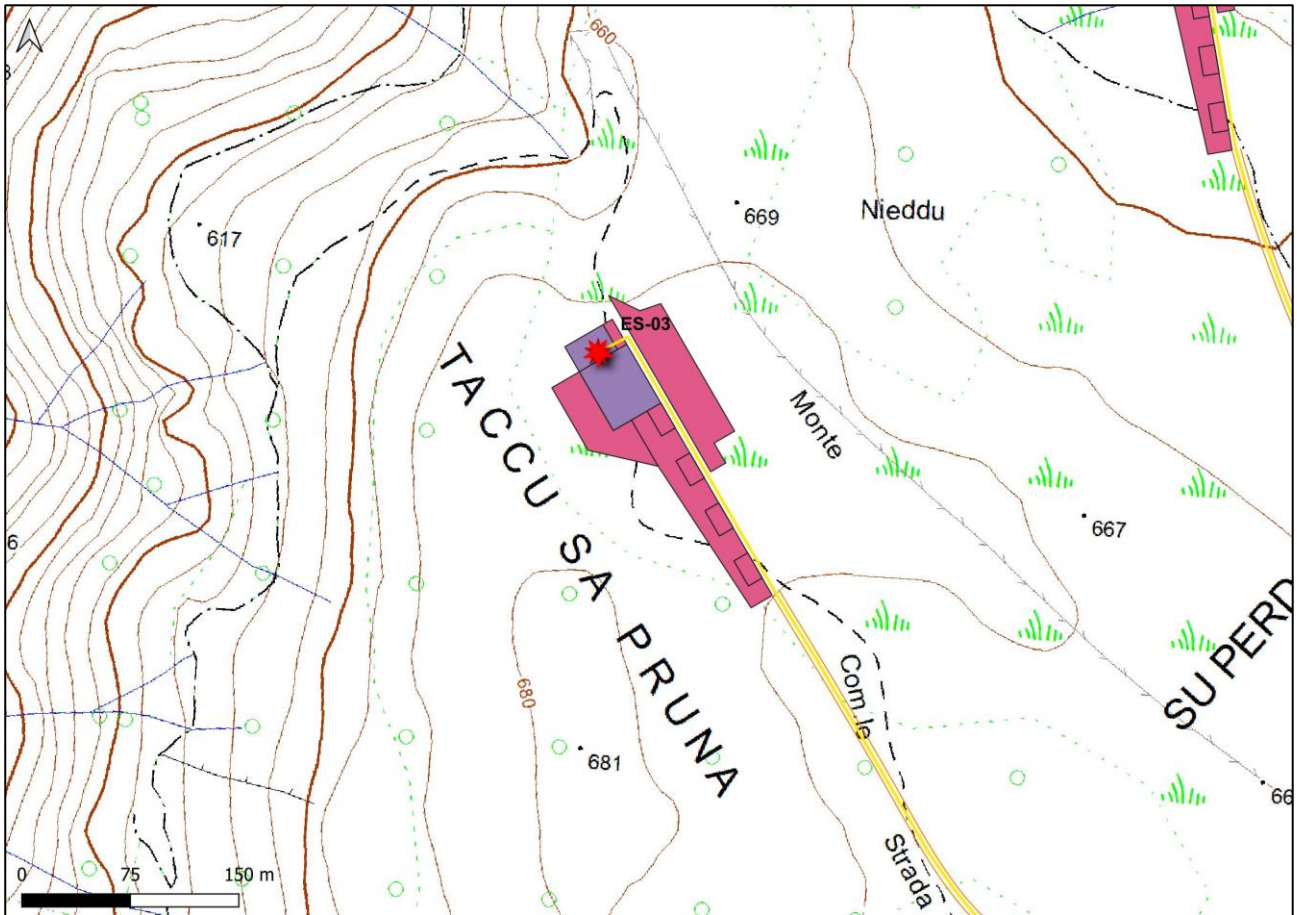 660
669
Nieddu
617
ES-03
TACCU SA PRUNA
Monte
667
SU PERD
680
681
Com.le
Strada
66
0 75 150 m